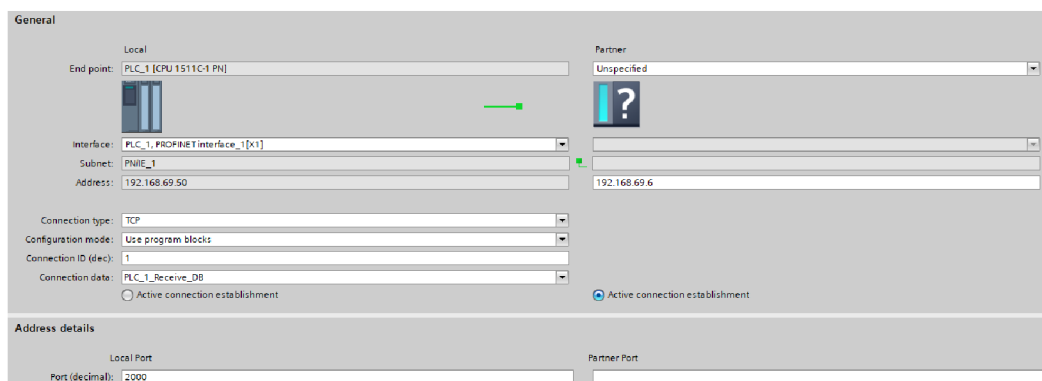 General
Local Partner
End point: PLC_1 [CPU 1511C-1 PN] Unspecified
?
Interface: PLC_1, PROFINET interface_1[X1]
Subnet: PN/IE_1
Address: 192.168.69.50 192.168.69.6
Connection type: TCP
Configuration mode: Use program blocks
Connection ID (dec): 1
Connection data: PLC_1_Receive_DB
Active connection establishment Active connection establishment
Address details
Local Port Partner Port
Port (decimal): 2000